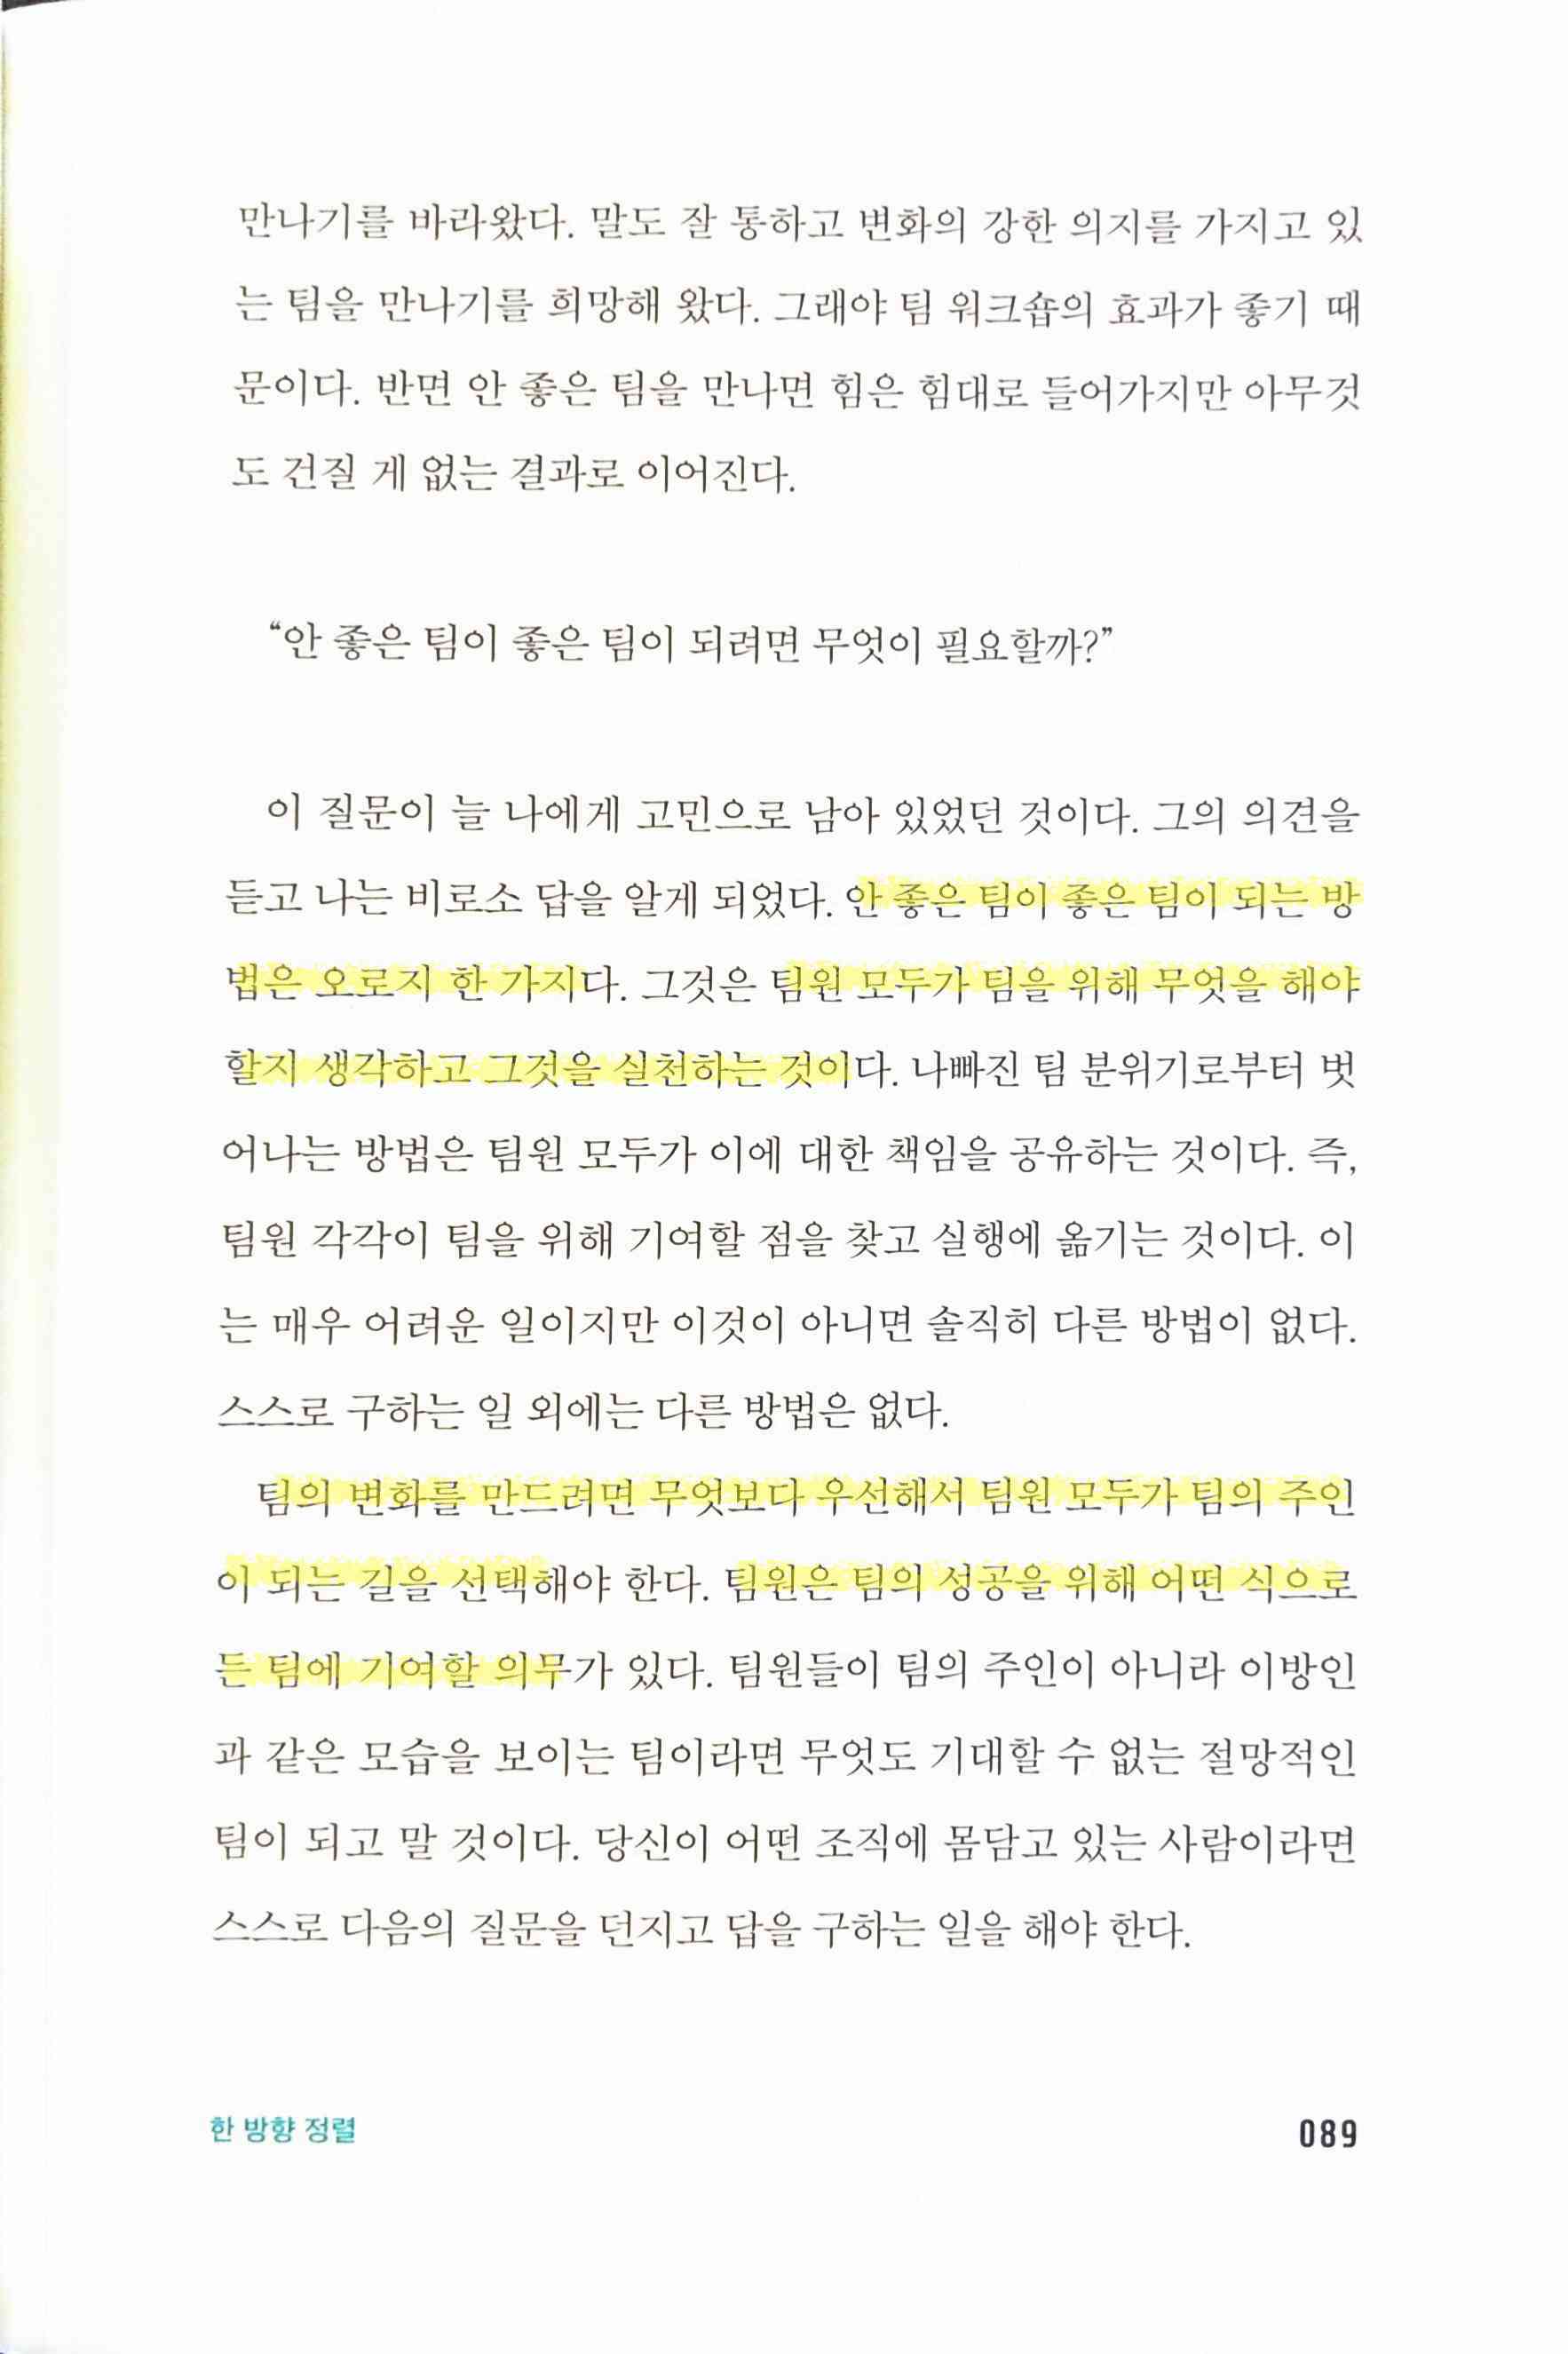 만나기를 바라왔다. 말도 잘 통하고 변화의 강한 의지를 가지고 있
는 팀을 만나기를 희망해 왔다. 그래야 팀 워크숍의 효과가 좋기 때
문이다. 반면 안 좋은 팀을 만나면 힘은 힘대로 들어가지만 아무것
도 건질 게 없는 결과로 이어진다.
“안 좋은 팀이 좋은 팀이 되려면 무엇이 필요할까?”
이 질문이 늘 나에게 고민으로 남아 있었던 것이다. 그의 의견을
듣고 나는 비로소 답을 알게 되었다. 안 좋은 팀이 좋은 팀이 되는 방
법은 오로지 한 가지다. 그것은 팀원 모두가 팀을 위해 무엇을 해야
할지 생각하고 그것을 실천하는 것이다. 나빠진 팀 분위기로부터 벗
어나는 방법은 팀원 모두가 이에 대한 책임을 공유하는 것이다. 즉,
팀원 각각이 팀을 위해 기여할 점을 찾고 실행에 옮기는 것이다. 이
는 매우 어려운 일이지만 이것이 아니면 솔직히 다른 방법이 없다.
스스로 구하는 일 외에는 다른 방법은 없다.
팀의 변화를 만드려면 무엇보다 우선해서 팀원 모두가 팀의 주인
이 되는 길을 선택해야 한다. 팀원은 팀의 성공을 위해 어떤 식으로
든 팀에 기여할 의무가 있다. 팀원들이 팀의 주인이 아니라 이방인
과 같은 모습을 보이는 팀이라면 무엇도 기대할 수 없는 절망적인
팀이 되고 말 것이다. 당신이 어떤 조직에 몸담고 있는 사람이라면
스스로 다음의 질문을 던지고 답을 구하는 일을 해야 한다.
한 방향 정렬
089